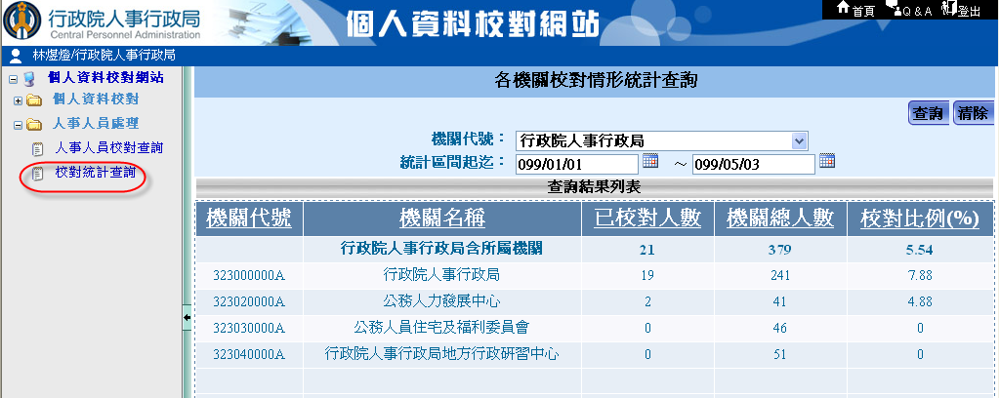 行政院人事行政局
Central Personnel Administration
個人資料校對網站
首頁 Q & A 登出
林煜燈/行政院人事行政局
個人資料校對網站
個人資料校對
人事人員處理
人事人員校對查詢
校對統計查詢
各機關校對情形統計查詢
查詢 清除
機關代號： 行政院人事行政局
統計區間起迄： 099/01/01 ～ 099/05/03
查詢結果列表
機關代號 機關名稱 已校對人數 機關總人數 校對比例(%)
行政院人事行政局含所屬機關 21 379 5.54
323000000A 行政院人事行政局 19 241 7.88
323020000A 公務人力發展中心 2 41 4.88
323030000A 公務人員住宅及福利委員會 0 46 0
323040000A 行政院人事行政局地方行政研習中心 0 51 0